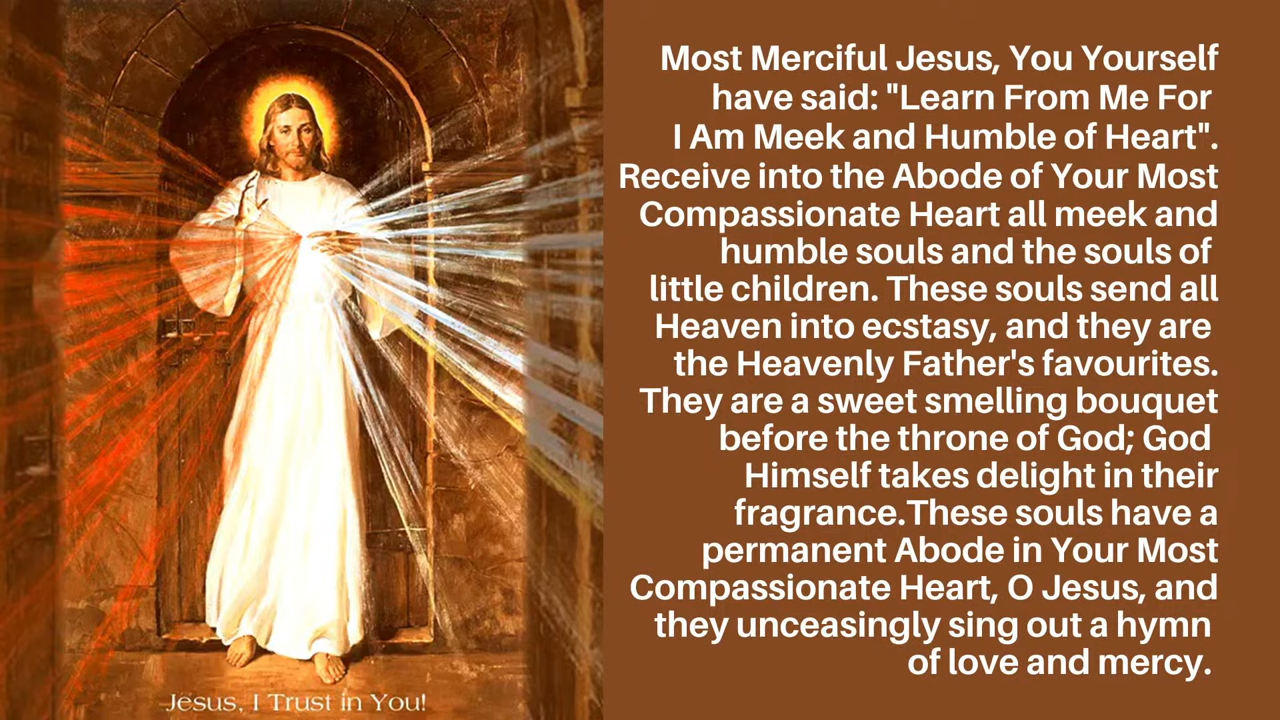 Most Merciful Jesus, You Yourself
have said: "Learn From Me For
I Am Meek and Humble of Heart".
Receive into the Abode of Your Most
Compassionate Heart all meek and
humble souls and the souls of
little children. These souls send all
Heaven into ecstasy, and they are
the Heavenly Father's favourites.
They are a sweet smelling bouquet
before the throne of God; God
Himself takes delight in their
fragrance.These souls have a
permanent Abode in Your Most
Compassionate Heart, O Jesus, and
they unceasingly sing out a hymn
of love and mercy.
Jesus, I Trust in You!